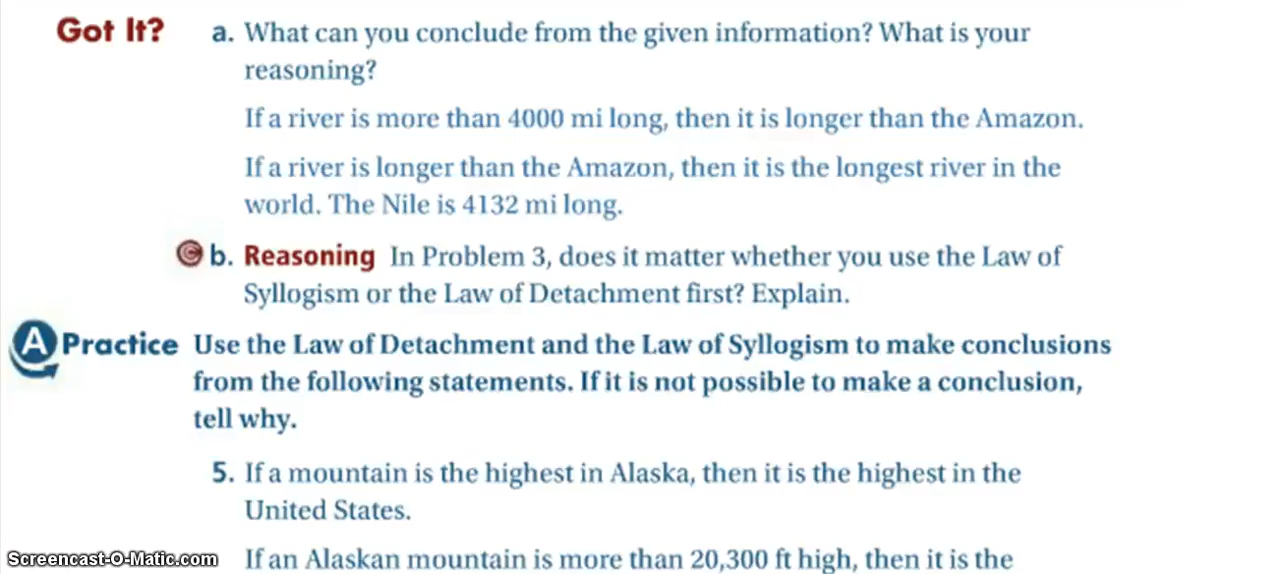 Got It? a. What can you conclude from the given information? What is your
reasoning?
If a river is more than 4000 mi long, then it is longer than the Amazon.
If a river is longer than the Amazon, then it is the longest river in the
world. The Nile is 4132 mi long.
C b. Reasoning In Problem 3, does it matter whether you use the Law of
Syllogism or the Law of Detachment first? Explain.
A Practice Use the Law of Detachment and the Law of Syllogism to make conclusions
from the following statements. If it is not possible to make a conclusion,
tell why.
5. If a mountain is the highest in Alaska, then it is the highest in the
United States.
If an Alaskan mountain is more than 20,300 ft high, then it is the
Screencast-O-Matic.com